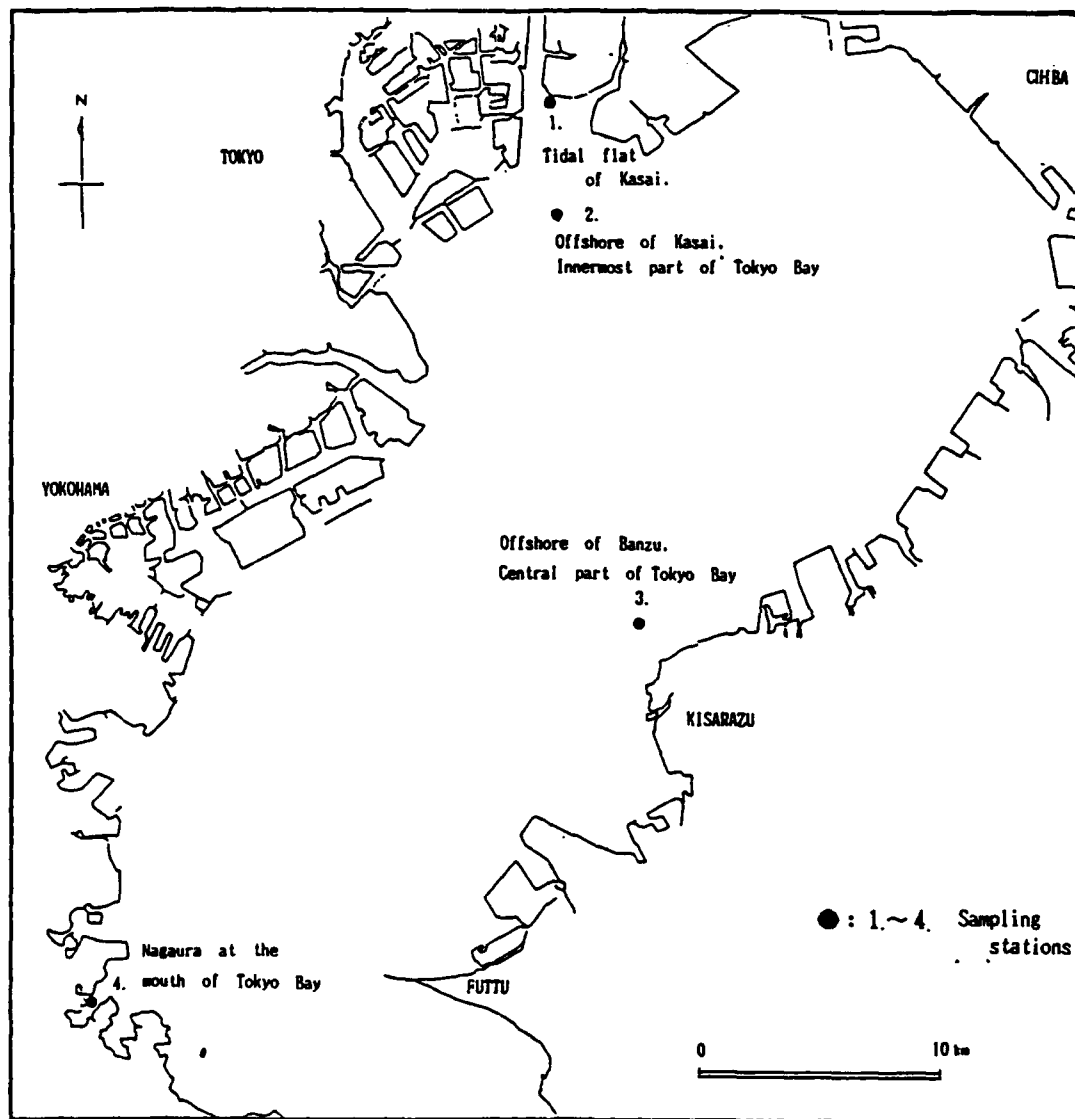 CIHBA
N
TOKYO
1.
Tidal flat
of Kasai.
2.
Offshore of Kasai.
Innermost part of Tokyo Bay
YOKOHAMA
Offshore of Banzu.
Central part of Tokyo Bay
3.
KISARAZU
● : 1.～4. Sampling
stations
Nagaura at the
4. mouth of Tokyo Bay
FUTTU
0 10 km